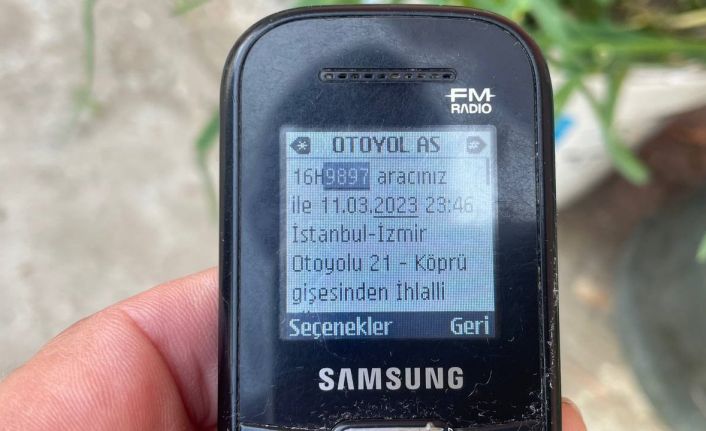 FM
RADIO
* OTOYOL AS #
16H9897 aracınız
ile 11.03.2023 23:46,
İstanbul-İzmir
Otoyolu 21 - Köprü
gişesinden İhlalli
Seçenekler Geri
SAMSUNG